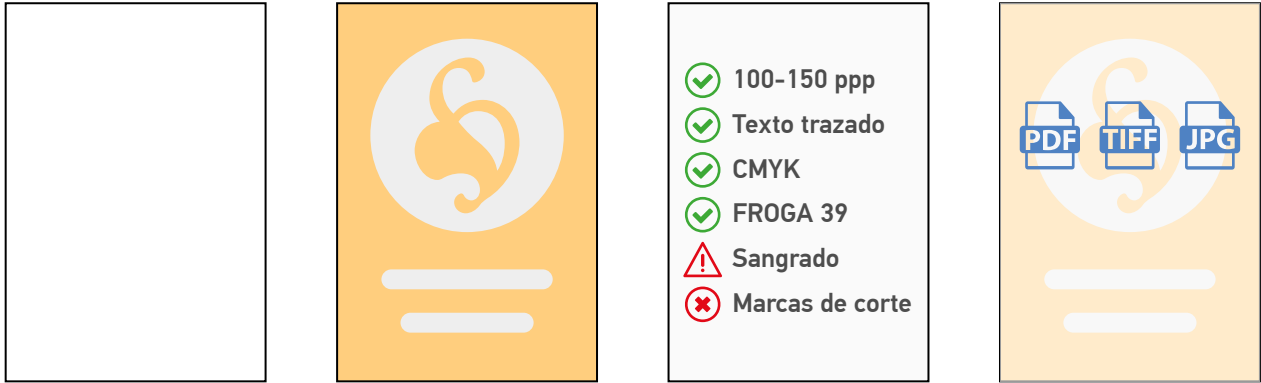 100-150 ppp
Texto trazado
CMYK
FROGA 39
Sangrado
Marcas de corte
PDF TIFF JPG